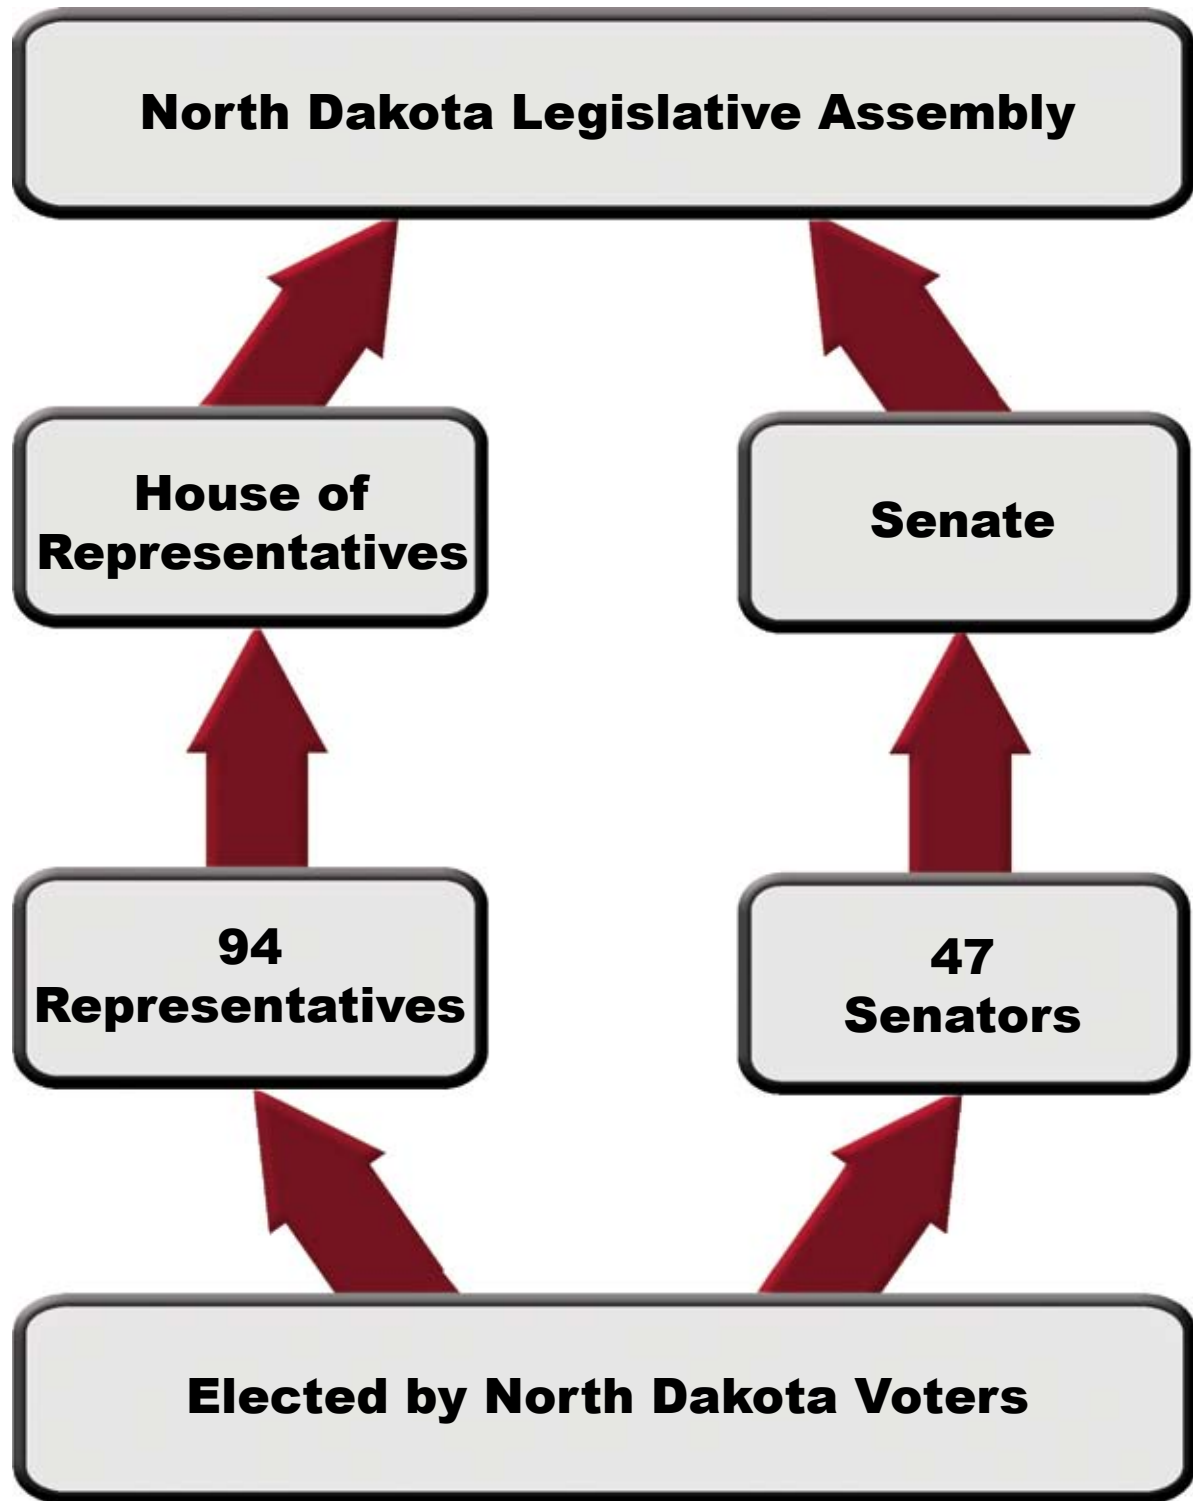 North Dakota Legislative Assembly
House of
Representatives
Senate
94
Representatives
47
Senators
Elected by North Dakota Voters